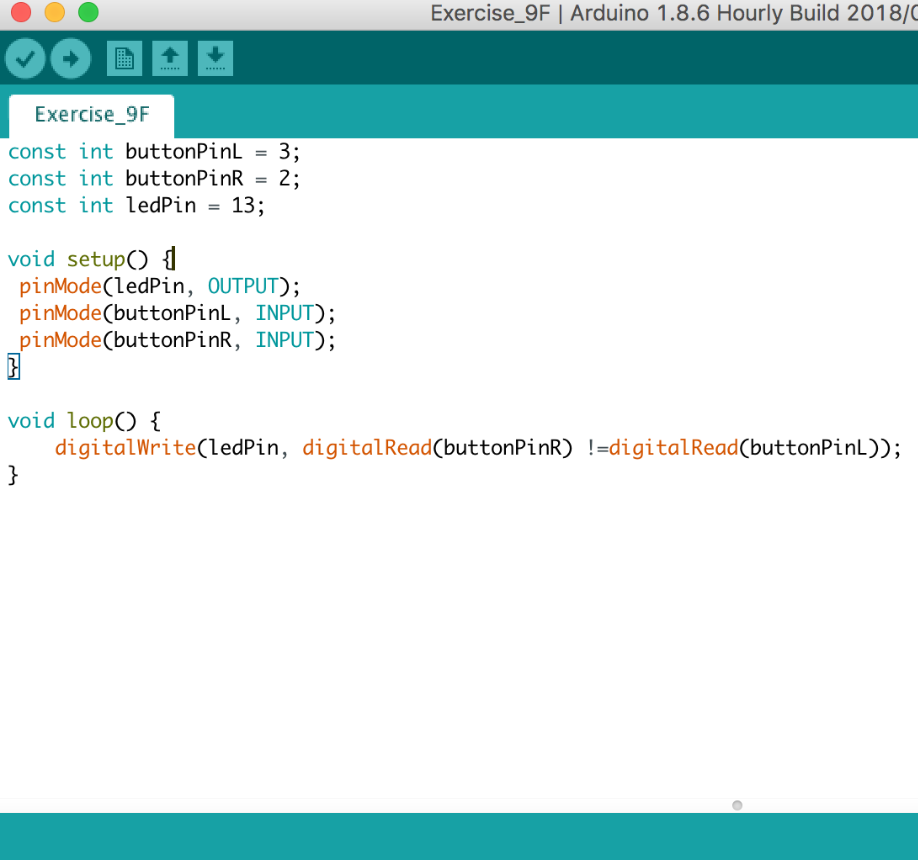 Exercise_9F | Arduino 1.8.6 Hourly Build 2018/
Exercise_9F
const int buttonPinL = 3;
const int buttonPinR = 2;
const int ledPin = 13;
void setup() {
 pinMode(ledPin, OUTPUT);
 pinMode(buttonPinL, INPUT);
 pinMode(buttonPinR, INPUT);
}
void loop() {
    digitalWrite(ledPin, digitalRead(buttonPinR) !=digitalRead(buttonPinL));
}